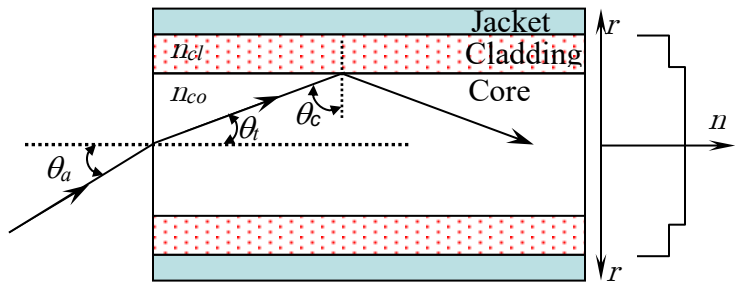 Jacket
r
n_cl
Cladding
n_co
Core
θ_c
n
θ_t
θ_a
r